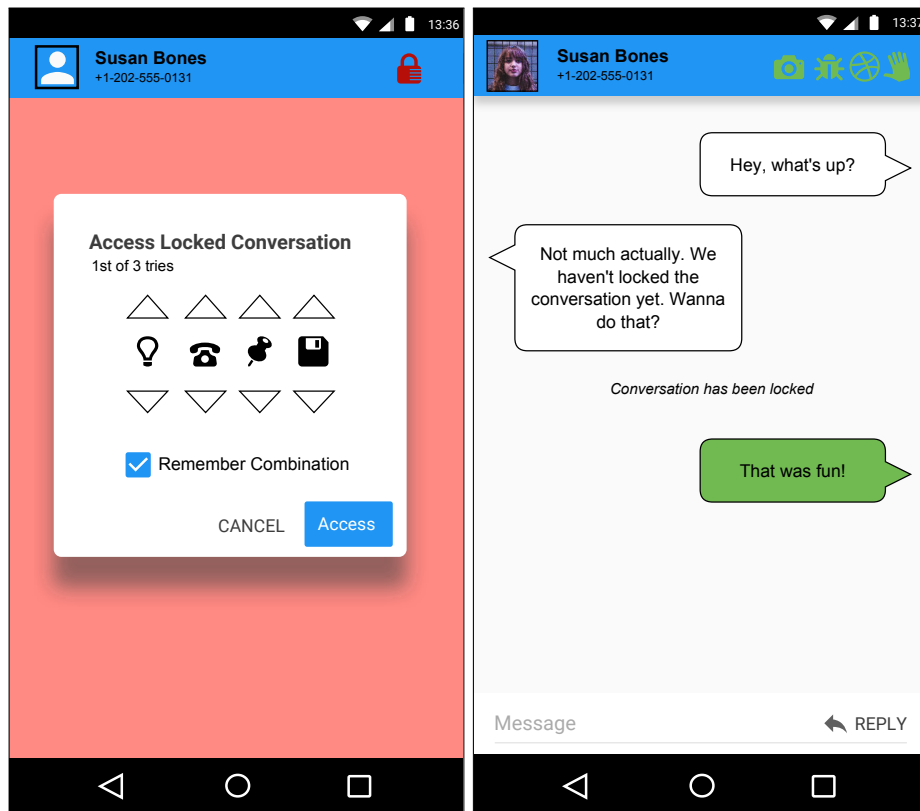 13:36
Susan Bones
+1-202-555-0131
Access Locked Conversation
1st of 3 tries
Remember Combination
CANCEL
Access
13:37
Susan Bones
+1-202-555-0131
Hey, what's up?
Not much actually. We
haven't locked the
conversation yet. Wanna
do that?
Conversation has been locked
That was fun!
Message
REPLY